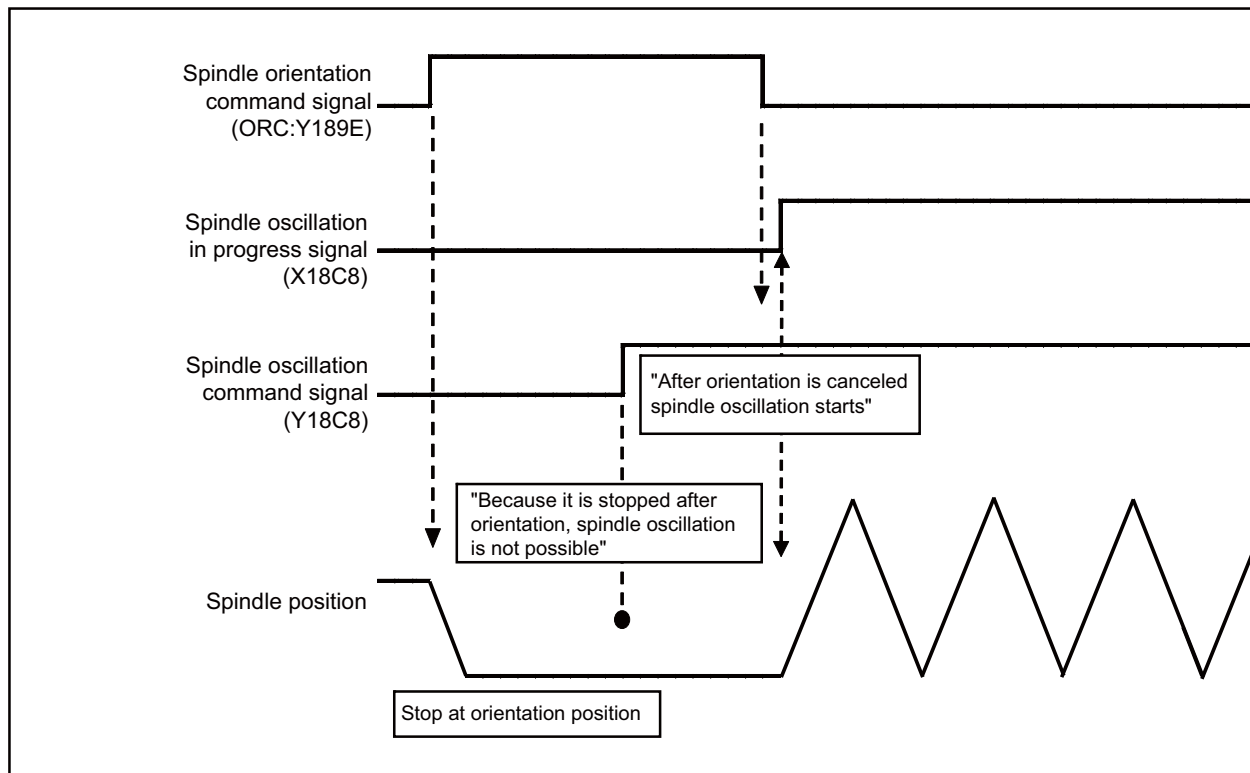 Spindle orientation
command signal
(ORC:Y189E)
Spindle oscillation
in progress signal
(X18C8)
Spindle oscillation
command signal
(Y18C8)
"After orientation is canceled
spindle oscillation starts"
"Because it is stopped after
orientation, spindle oscillation
is not possible"
Spindle position
Stop at orientation position